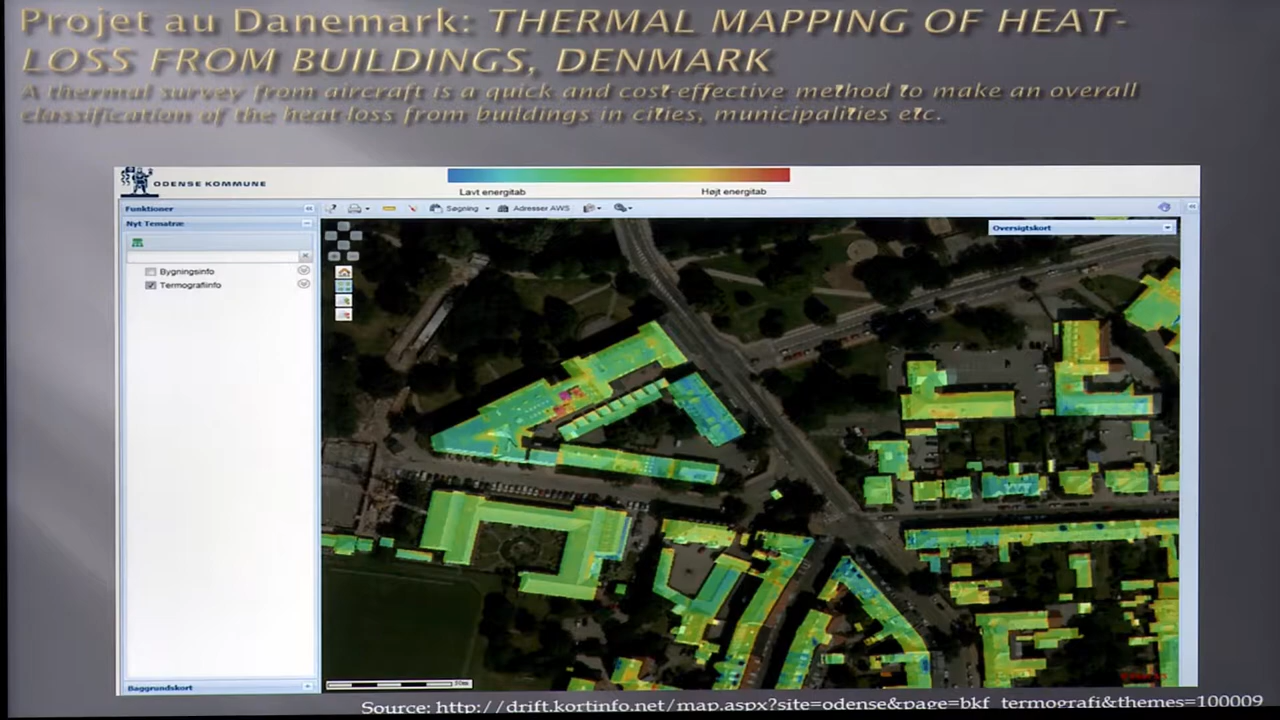 Projet au Danemark: THERMAL MAPPING OF HEAT-
LOSS FROM BUILDINGS, DENMARK
A thermal survey from aircraft is a quick and cost-effective method to make an overall
classification of the heat-loss from buildings in cities, municipalities etc.
ODENSE KOMMUNE
Lavt energitab
Højt energitab
Funktioner
Søgning
Adresser AWS
Nyt Tematræ
Oversigtskort
Bygningsinfo
Termografiinfo
Baggrundskort
Source: http://drift.kortinfo.net/map.aspx?site=odense&page=bkf_termografi&themes=100009